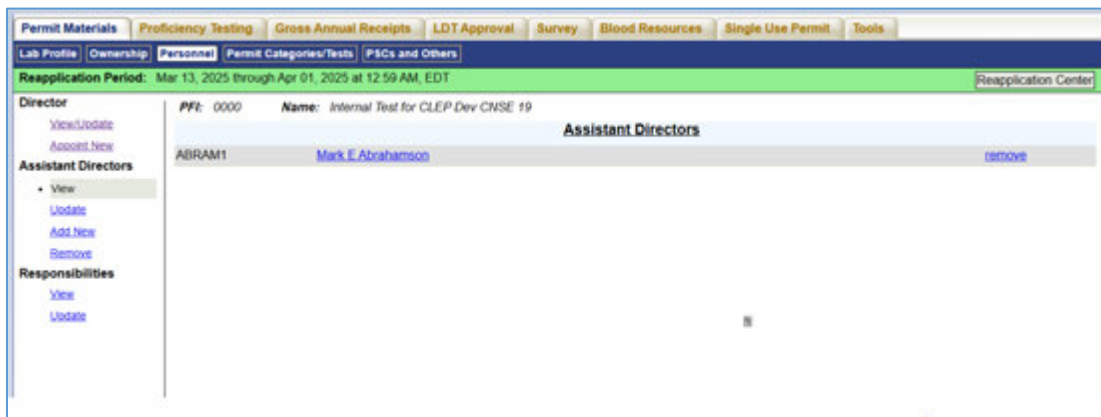 Permit Materials Proficiency Testing Gross Annual Receipts LDT Approval Survey Blood Resources Single Use Permit Tools
Lab Profile Ownership Personnel Permit Categories/Tests PSCs and Others
Reapplication Period: Mar 13, 2025 through Apr 01, 2025 at 12:59 AM, EDT Reapplication Center
Director
View/Update
Appoint New
Assistant Directors
• View
Update
Add New
Remove
Responsibilities
View
Update
PFI: 0000 Name: Internal Test for CLEP Dev CNSE 19
Assistant Directors
ABRAM1 Mark E Abrahamson remove